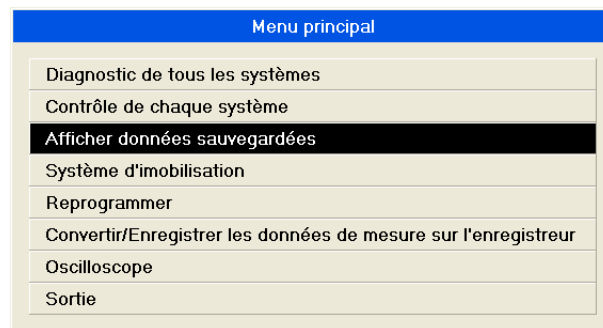 Menu principal
Diagnostic de tous les systèmes
Contrôle de chaque système
Afficher données sauvegardées
Système d'imobilisation
Reprogrammer
Convertir/Enregistrer les données de mesure sur l'enregistreur
Oscilloscope
Sortie